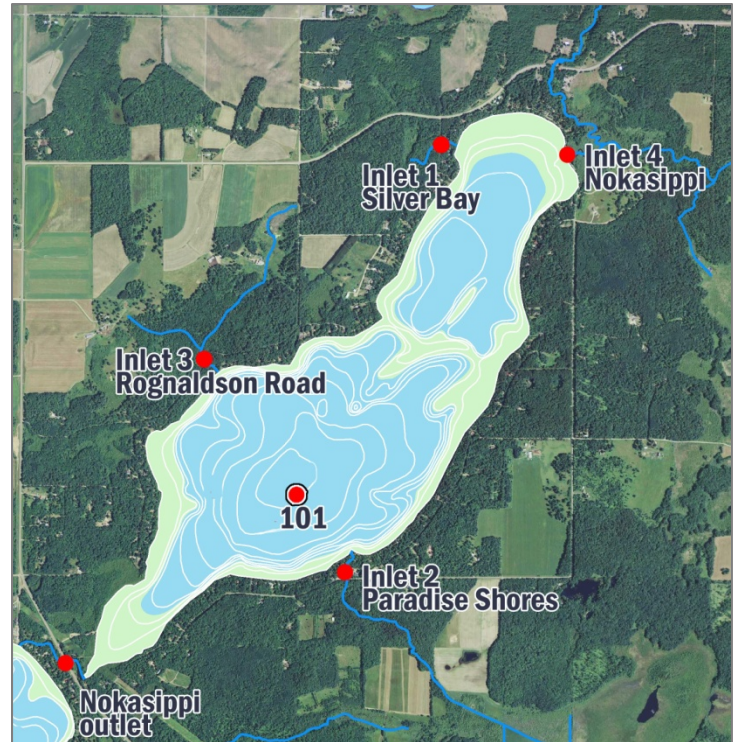 Inlet 1
Silver Bay
Inlet 4
Nokasippi
Inlet 3
Rognaldson Road
101
Inlet 2
Paradise Shores
Nokasippi
outlet